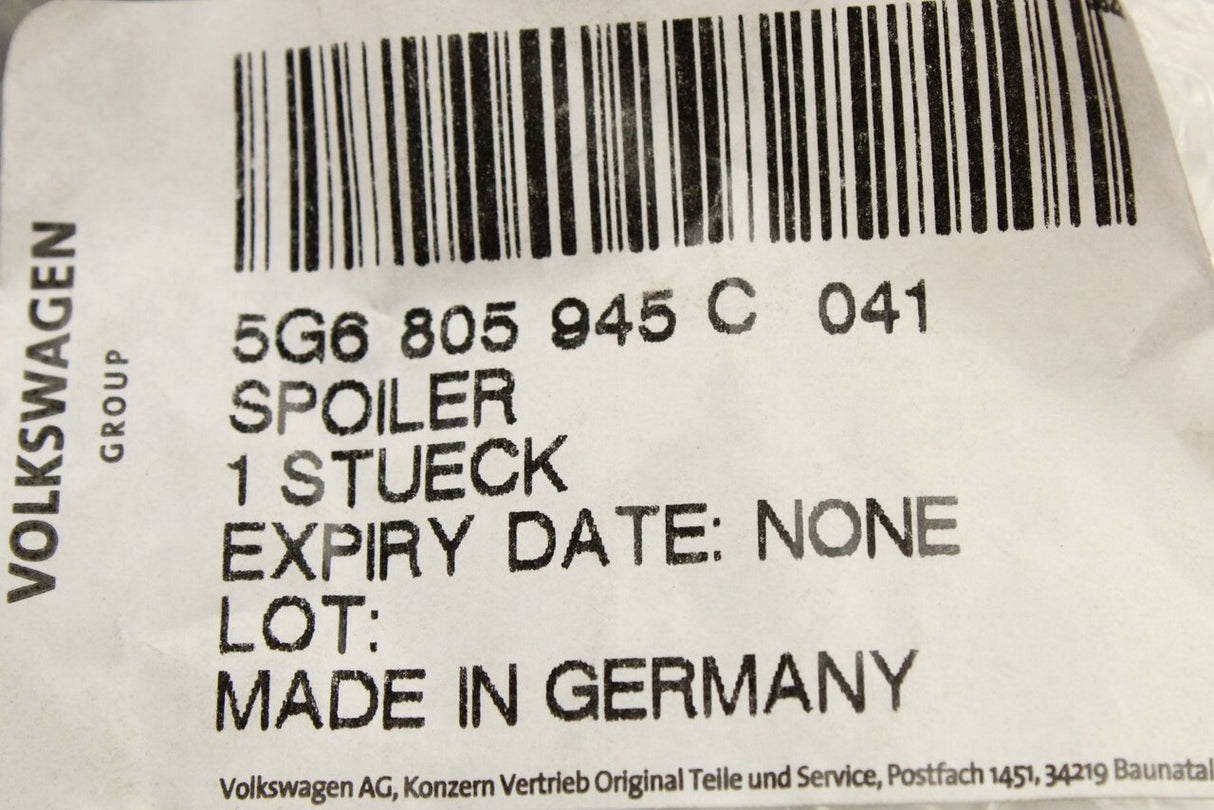 VOLKSWAGEN
GROUP
5G6 805 945 C 041
SPOILER
1 STUECK
EXPIRY DATE: NONE
LOT:
MADE IN GERMANY
Volkswagen AG, Konzern Vertrieb Original Teile und Service, Postfach 1451, 34219 Baunatal